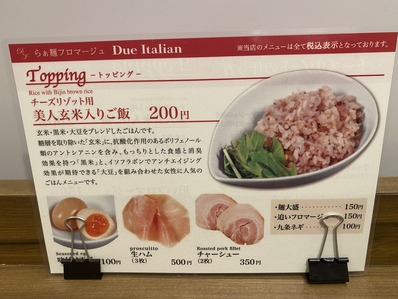 らぁ麺フロマージュ Due Italian
※当店のメニューは全て税込表示となっております。
Topping －トッピング－
Rice with Bijin brown rice
チーズリゾット用
美人玄米入りご飯 200円
玄米・黒米・大豆をブレンドしたごはんです。
糖層を取り除いた「玄米」に、抗酸化作用のあるポリフェノール
類のアントシアニンを含み、もっちりとした食感と消臭
効果を持つ「黒米」と、イソフラボンでアンチエイジング
効果が期待できる「大豆」を組み合わせた女性に人気の
ごはんメニューです。
Seasoned egg
100円
prosciutto
生ハム
(3枚) 500円
Roasted pork fillet
チャーシュー
(2枚) 350円
・麺大盛 150円
・追いフロマージュ 150円
・九条ネギ 100円